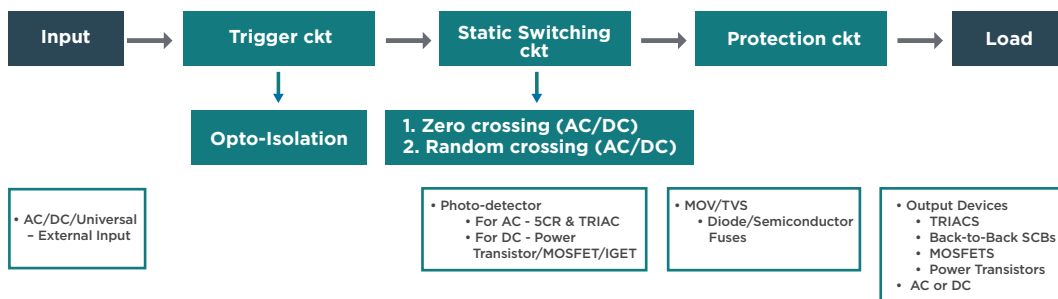 Input
Trigger ckt
Static Switching
ckt
Protection ckt
Load
Opto-Isolation
1. Zero crossing (AC/DC)
2. Random crossing (AC/DC)
• AC/DC/Universal
– External Input
• Photo-detector
• For AC - 5CR & TRIAC
• For DC - Power
Transistor/MOSFET/IGET
• MOV/TVS
• Diode/Semiconductor
Fuses
• Output Devices
• TRIACS
• Back-to-Back SCBs
• MOSFETS
• Power Transistors
• AC or DC